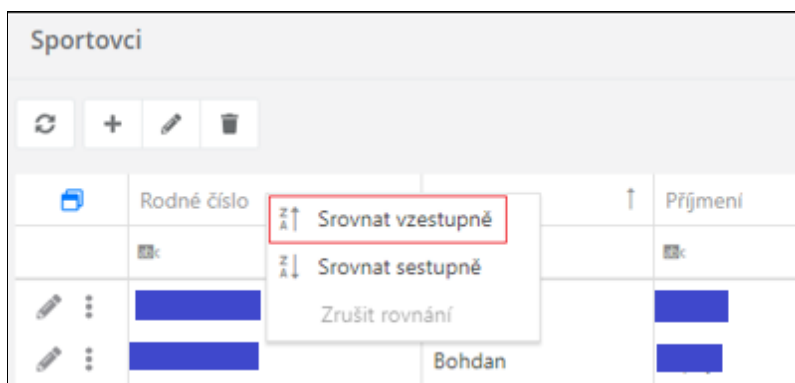 Sportovci
Rodné číslo
Příjmení
Srovnat vzestupně
Srovnat sestupně
Zrušit rovnání
Bohdan